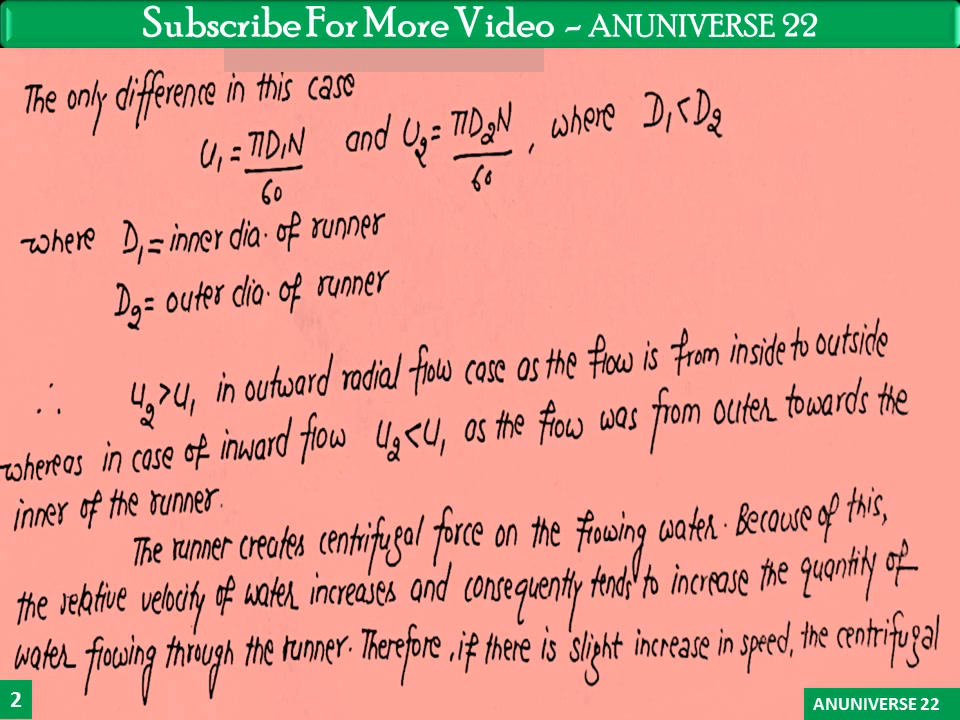 Subscribe For More Video - ANUNIVERSE 22
The only difference in this case
U₁ = πD₁N/60 and U₂ = πD₂N/60, where D₁<D₂
where D₁ = inner dia. of runner
D₂ = outer dia. of runner
∴ U₂>U₁ in outward radial flow case as the flow is from inside to outside
whereas in case of inward flow U₂<U₁ as the flow was from outer towards the
inner of the runner.
The runner creates centrifugal force on the flowing water. Because of this,
the relative velocity of water increases and consequently tends to increase the quantity of
water flowing through the runner. Therefore, if there is slight increase in speed, the centrifugal
2
ANUNIVERSE 22